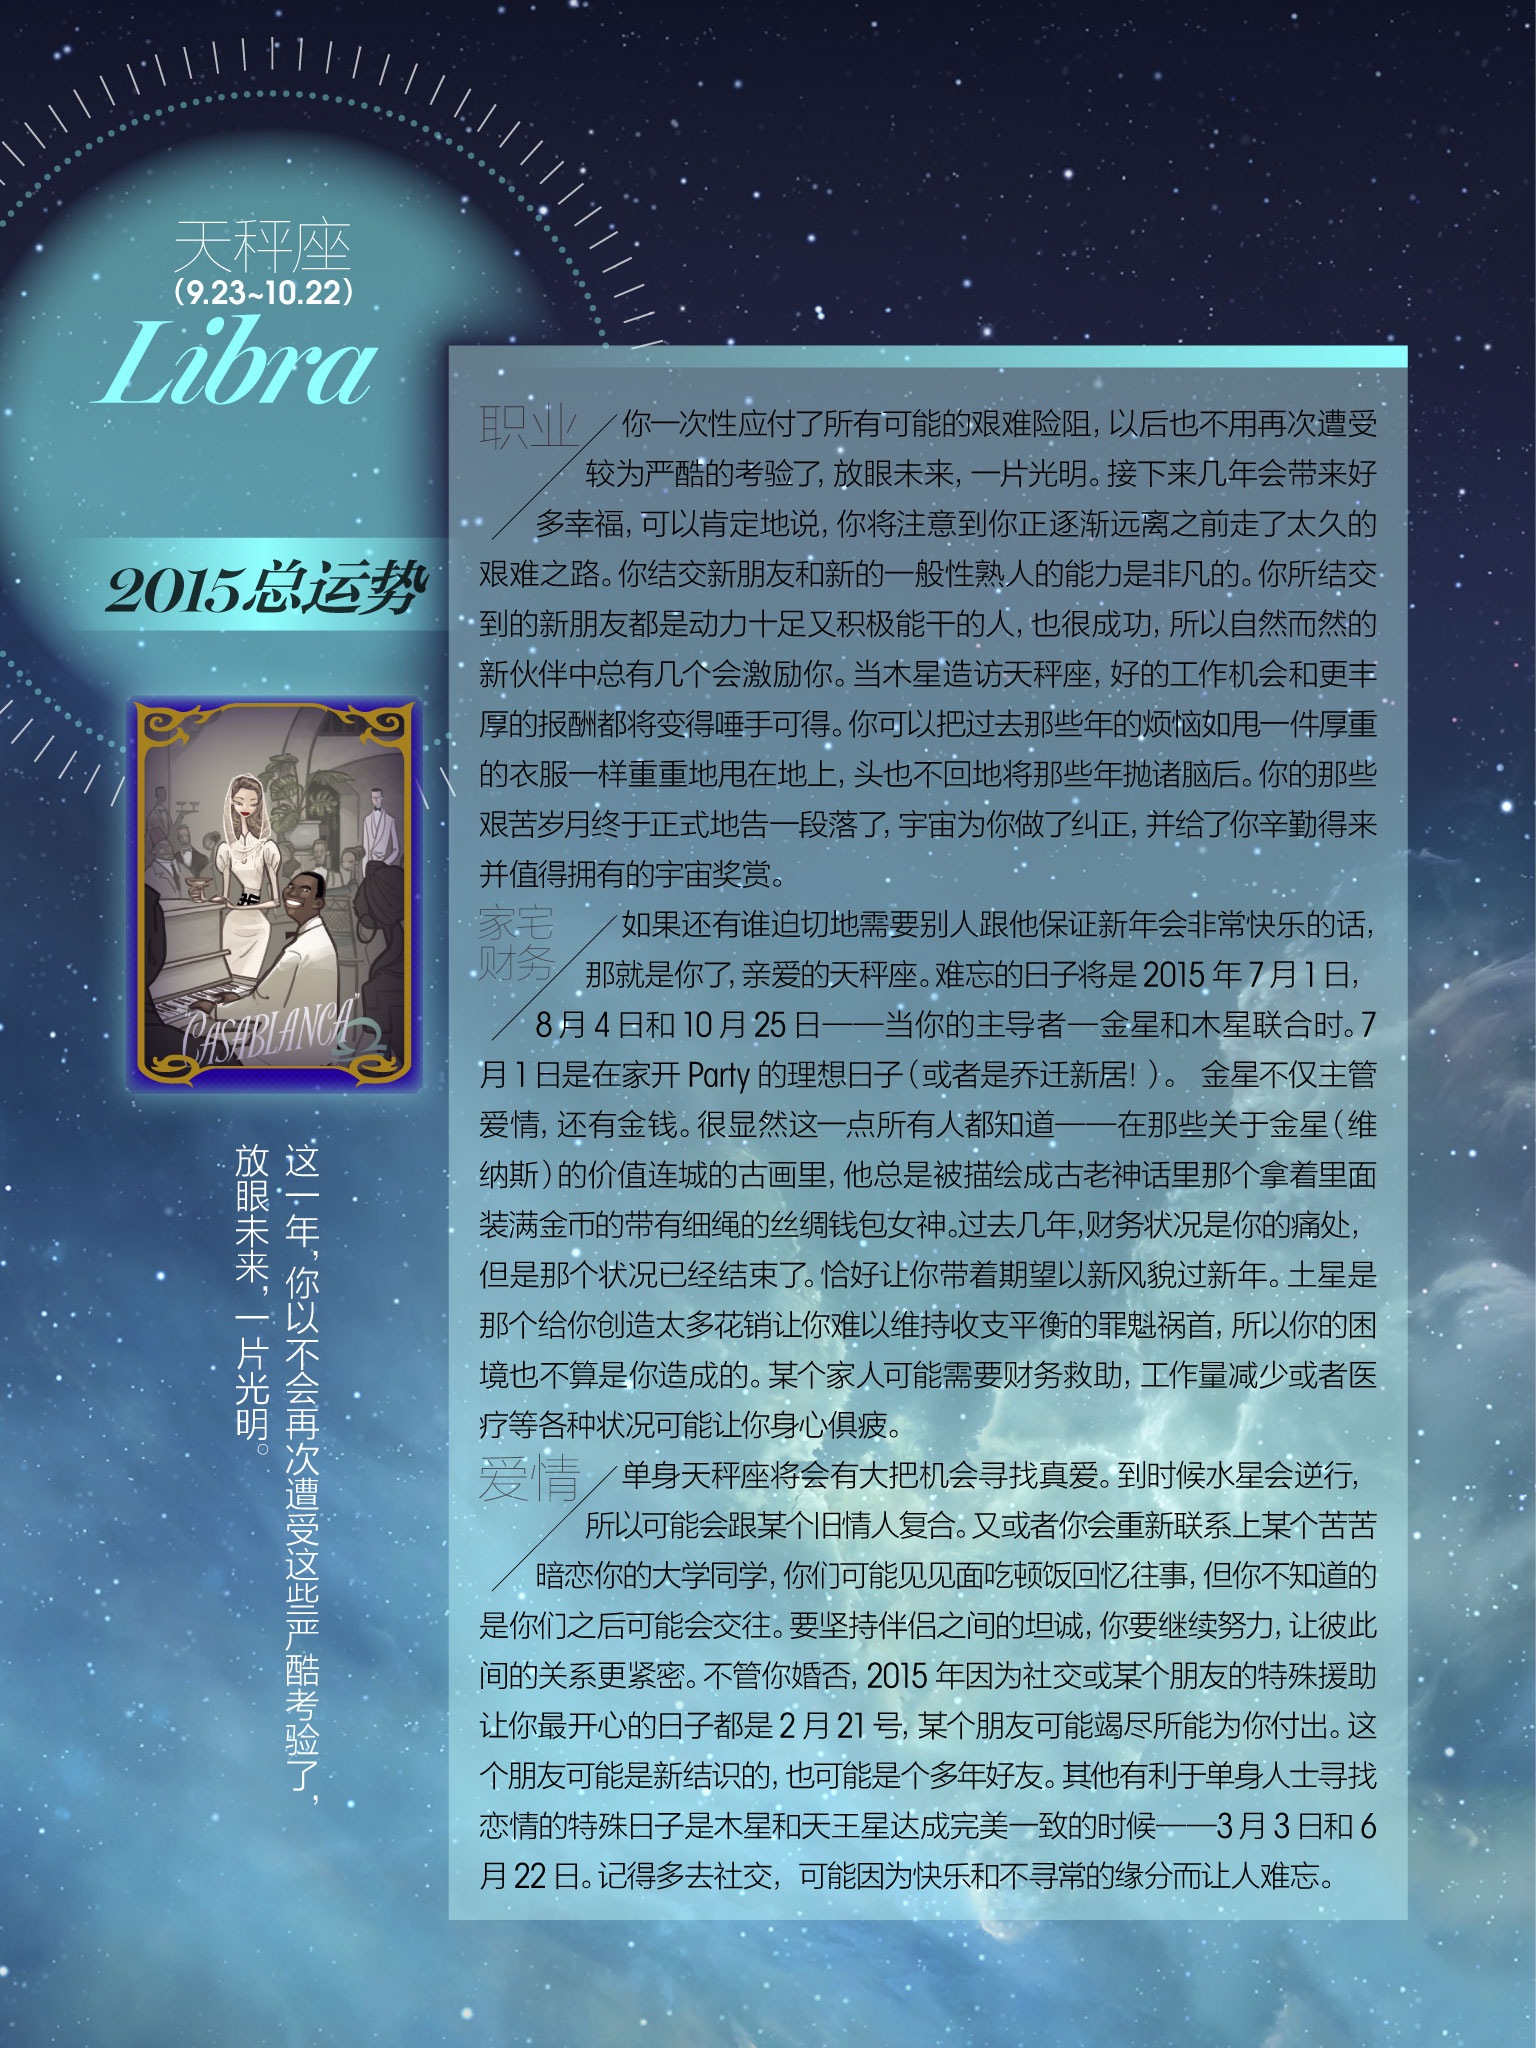 天秤座
（9.23~10.22）
Libra
2015总运势
"CASABLANCA"
这一年，你以不会再次遭受这些严酷考验了，
放眼未来，一片光明。
职业
你一次性应付了所有可能的艰难险阻，以后也不用再次遭受
较为严酷的考验了，放眼未来，一片光明。接下来几年会带来好
多幸福，可以肯定地说，你将注意到你正逐渐远离之前走了太久的
艰难之路。你结交新朋友和新的一般性熟人的能力是非凡的。你所结交
到的新朋友都是动力十足又积极能干的人，也很成功，所以自然而然的
新伙伴中总有几个会激励你。当木星造访天秤座，好的工作机会和更丰
厚的报酬都将变得唾手可得。你可以把过去那些年的烦恼如甩一件厚重
的衣服一样重重地甩在地上，头也不回地将那些年抛诸脑后。你的那些
艰苦岁月终于正式地告一段落了，宇宙为你做了纠正，并给了你辛勤得来
并值得拥有的宇宙奖赏。
家宅
财务
如果还有谁迫切地需要别人跟他保证新年会非常快乐的话，
那就是你了，亲爱的天秤座。难忘的日子将是 2015 年 7 月 1 日，
8 月 4 日和 10 月 25 日——当你的主导者—金星和木星联合时。7
月 1 日是在家开 Party 的理想日子（或者是乔迁新居！）。 金星不仅主管
爱情，还有金钱。很显然这一点所有人都知道——在那些关于金星（维
纳斯）的价值连城的古画里，他总是被描绘成古老神话里那个拿着里面
装满金币的带有细绳的丝绸钱包女神。过去几年，财务状况是你的痛处，
但是那个状况已经结束了。恰好让你带着期望以新风貌过新年。土星是
那个给你创造太多花销让你难以维持收支平衡的罪魁祸首，所以你的困
境也不算是你造成的。某个家人可能需要财务救助，工作量减少或者医
疗等各种状况可能让你身心俱疲。
爱情
单身天秤座将会有大把机会寻找真爱。到时候水星会逆行，
所以可能会跟某个旧情人复合。又或者你会重新联系上某个苦苦
暗恋你的大学同学，你们可能见见面吃顿饭回忆往事，但你不知道的
是你们之后可能会交往。要坚持伴侣之间的坦诚，你要继续努力，让彼此
间的关系更紧密。不管你婚否，2015 年因为社交或某个朋友的特殊援助
让你最开心的日子都是 2 月 21 号，某个朋友可能竭尽所能为你付出。这
个朋友可能是新结识的，也可能是个多年好友。其他有利于单身人士寻找
恋情的特殊日子是木星和天王星达成完美一致的时候——3 月 3 日和 6
月 22 日。记得多去社交，可能因为快乐和不寻常的缘分而让人难忘。